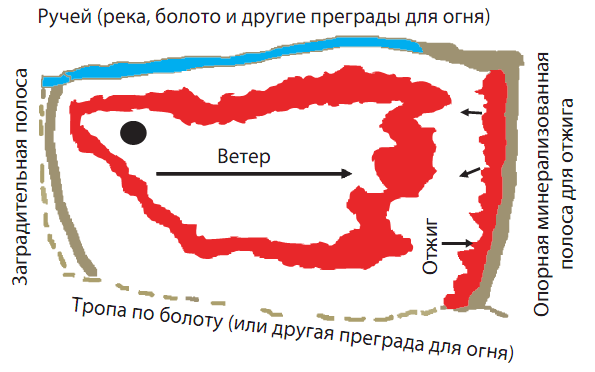 Ручей (река, болото и другие преграды для огня)
Заградительная полоса
Ветер
Отжиг
Опорная минерализованная
полоса для отжига
Тропа по болоту (или другая преграда для огня)